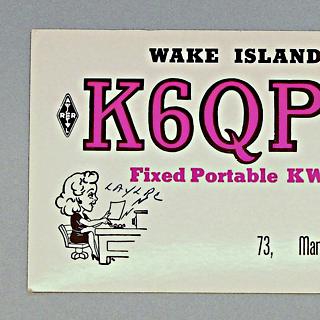 WAKE ISLAND
K6QP
Fixed Portable KW
73, Mar